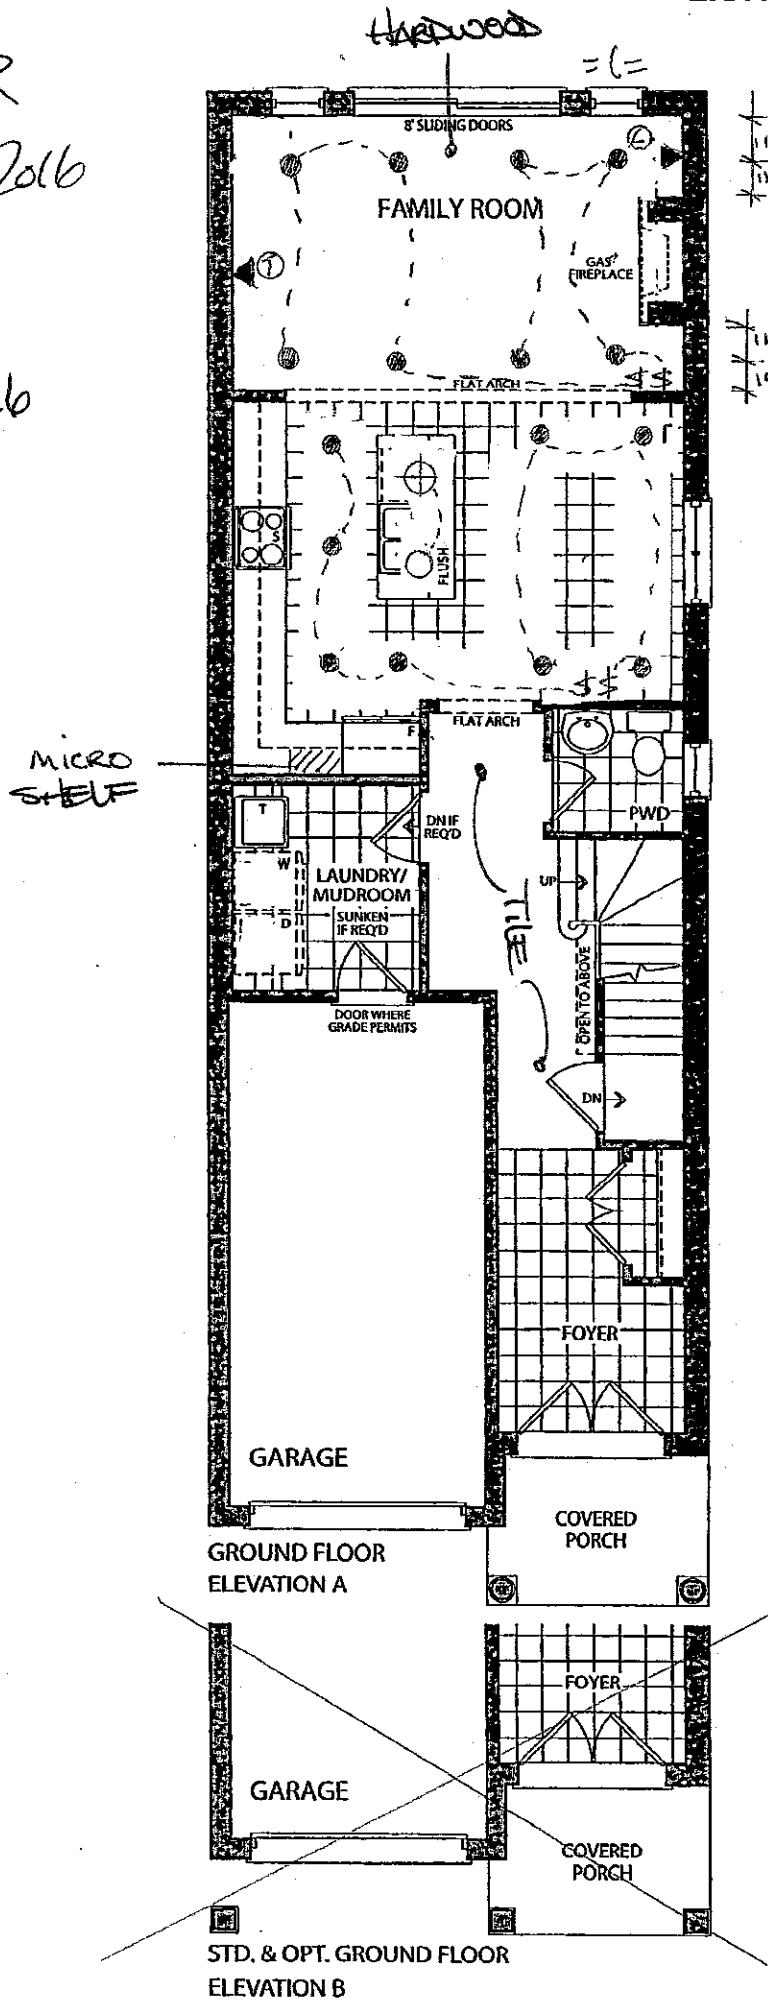 HARDWOOD
=(=
R
2016
8' SLIDING DOORS
6
FAMILY ROOM
T
GAS
FIREPLACE
FLAT ARCH
$ $
S
FLUSH
$ $
FLAT ARCH
F
MICRO
SHELF
PWD
T
DN IF
REQ'D
W
LAUNDRY/
MUDROOM
UP
D
SUNKEN
IF REQ'D
TILE
OPEN TO ABOVE
DOOR WHERE
GRADE PERMITS
DN
FOYER
GARAGE
COVERED
PORCH
GROUND FLOOR
ELEVATION A
FOYER
GARAGE
COVERED
PORCH
STD. & OPT. GROUND FLOOR
ELEVATION B